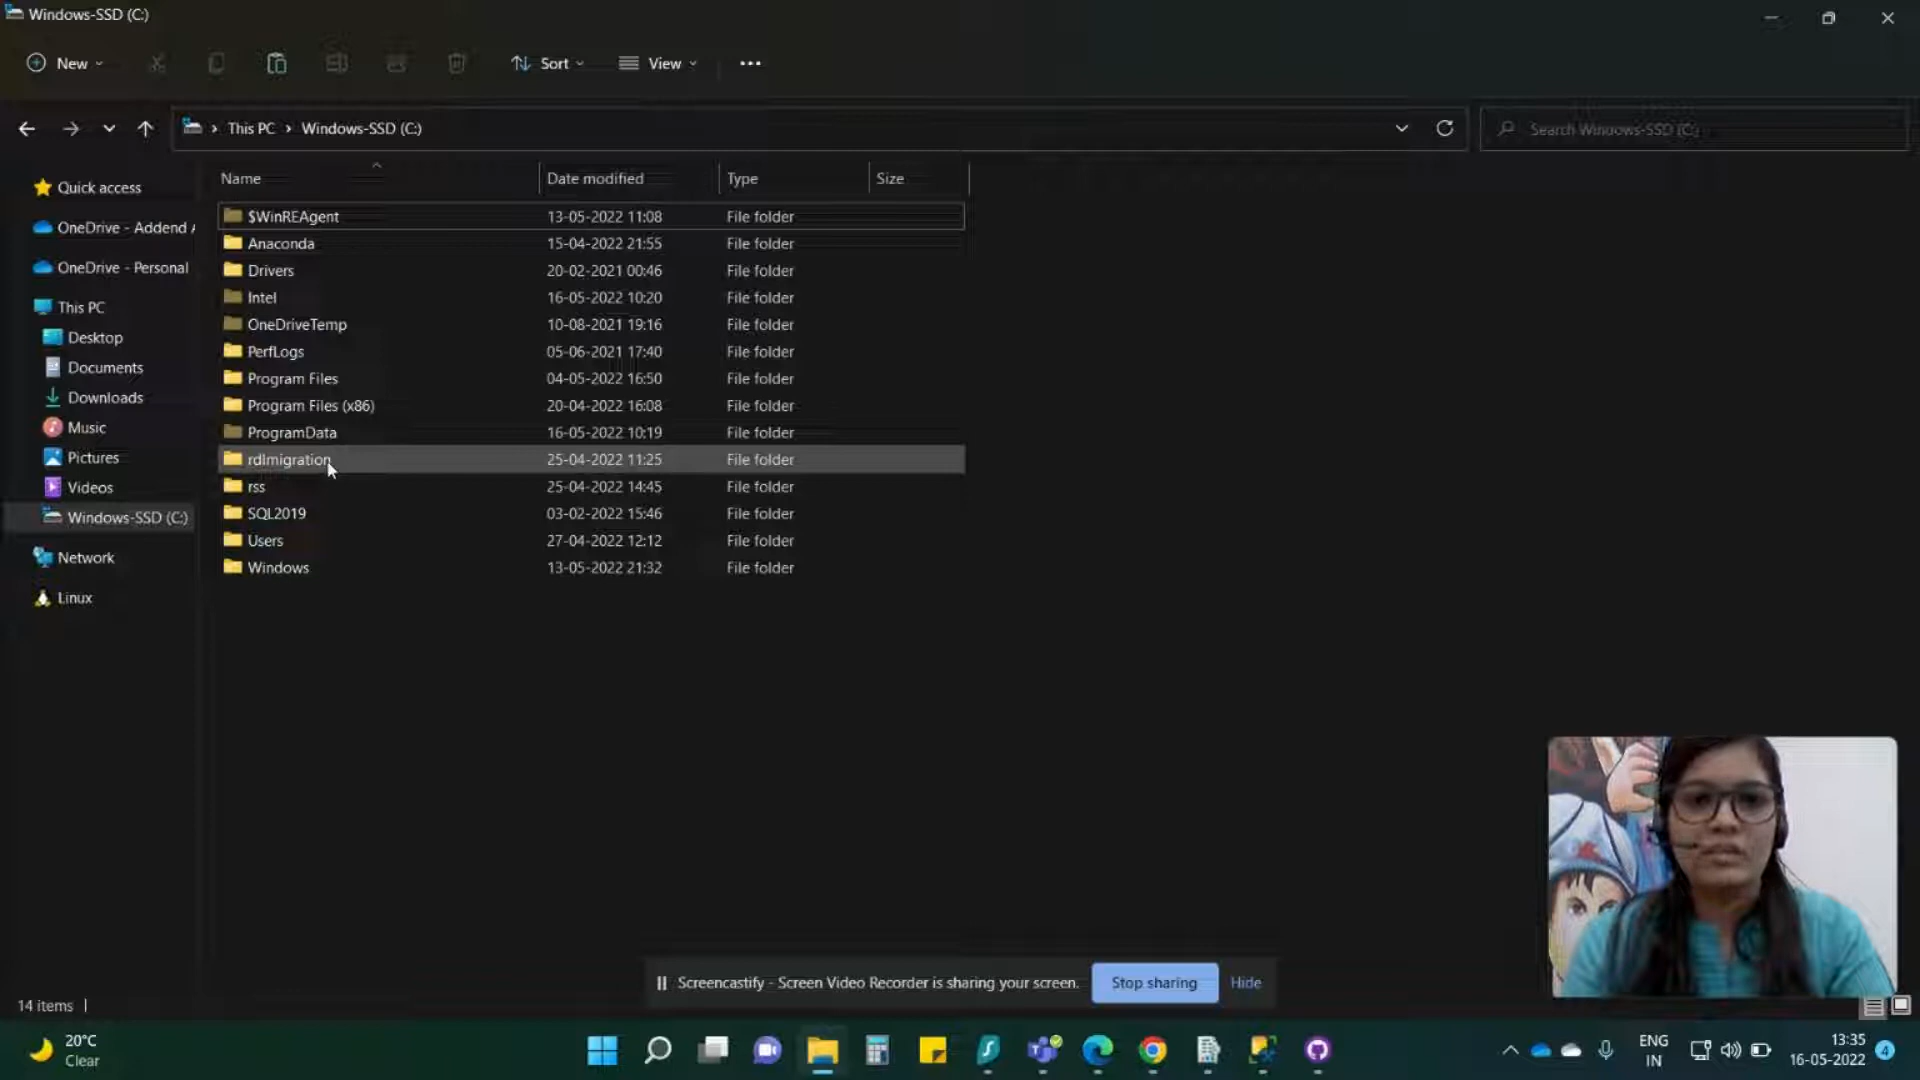 Windows-SSD (C:)
New
Sort
View
This PC > Windows-SSD (C:)
Search Windows-SSD (C:)
Name Date modified Type Size
Quick access
OneDrive - Addend A
OneDrive - Personal
This PC
Desktop
Documents
Downloads
Music
Pictures
Videos
Windows-SSD (C:)
Network
Linux
$WinREAgent 13-05-2022 11:08 File folder
Anaconda 15-04-2022 21:55 File folder
Drivers 20-02-2021 00:46 File folder
Intel 16-05-2022 10:20 File folder
OneDriveTemp 10-08-2021 19:16 File folder
PerfLogs 05-06-2021 17:40 File folder
Program Files 04-05-2022 16:50 File folder
Program Files (x86) 20-04-2022 16:08 File folder
ProgramData 16-05-2022 10:19 File folder
rdlmigration 25-04-2022 11:25 File folder
rss 25-04-2022 14:45 File folder
SQL2019 03-02-2022 15:46 File folder
Users 27-04-2022 12:12 File folder
Windows 13-05-2022 21:32 File folder
Screencastify - Screen Video Recorder is sharing your screen. Stop sharing Hide
14 items
20°C
Clear
ENG
IN
13:35
16-05-2022
4